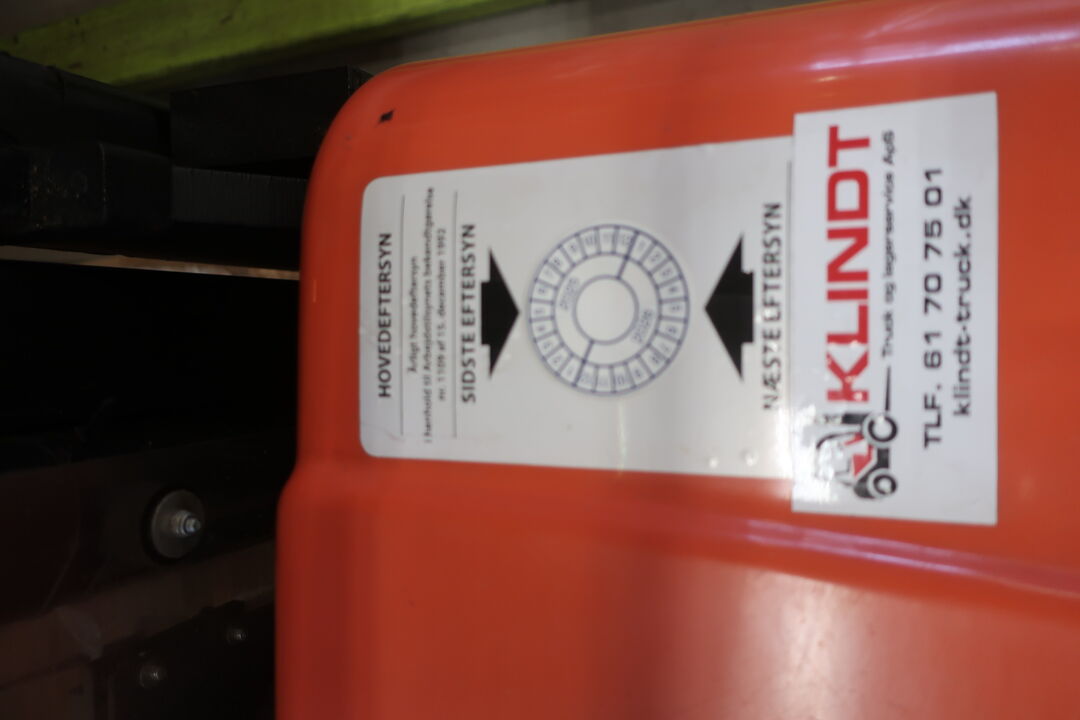 HOVEDEFTERSYN
Årligt hovedeftersyn
i henhold til Arbejdstilsynets bekendtgørelse
nr. 1109 af 15. december 1992
SIDSTE EFTERSYN
NÆSTE EFTERSYN
KLINDT
Truck og lagerservice ApS
TLF. 61 70 75 01
klindt-truck.dk